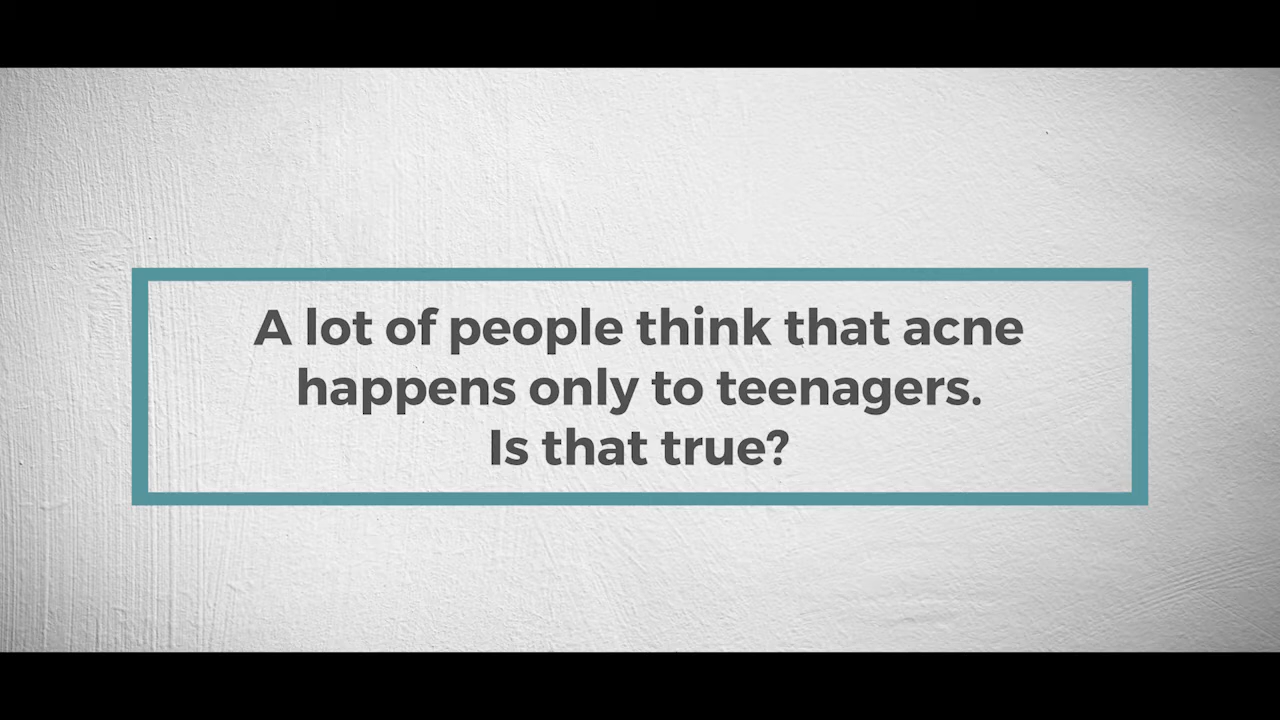 A lot of people think that acne
happens only to teenagers.
Is that true?